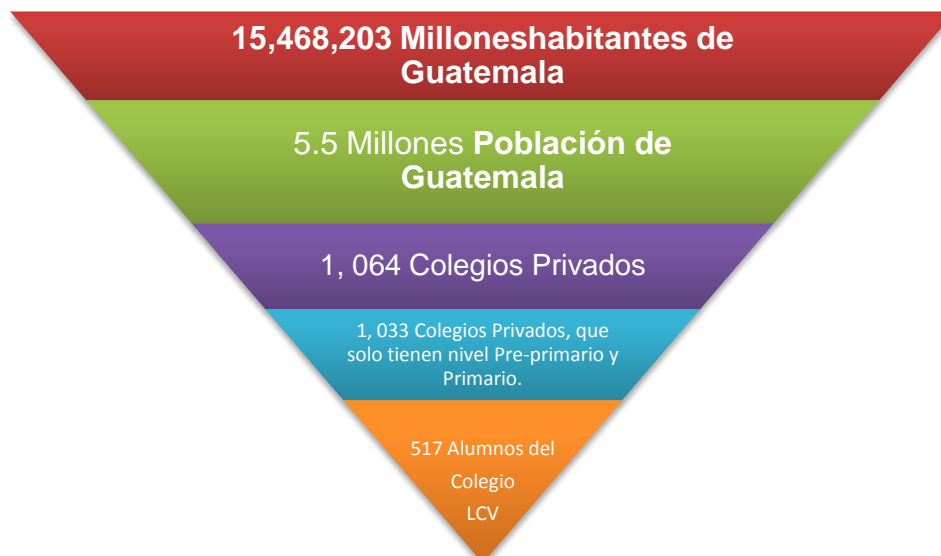 15,468,203 Milloneshabitantes de
Guatemala
5.5 Millones Población de
Guatemala
1, 064 Colegios Privados
1, 033 Colegios Privados, que
solo tienen nivel Pre-primario y
Primario.
517 Alumnos del
Colegio
LCV